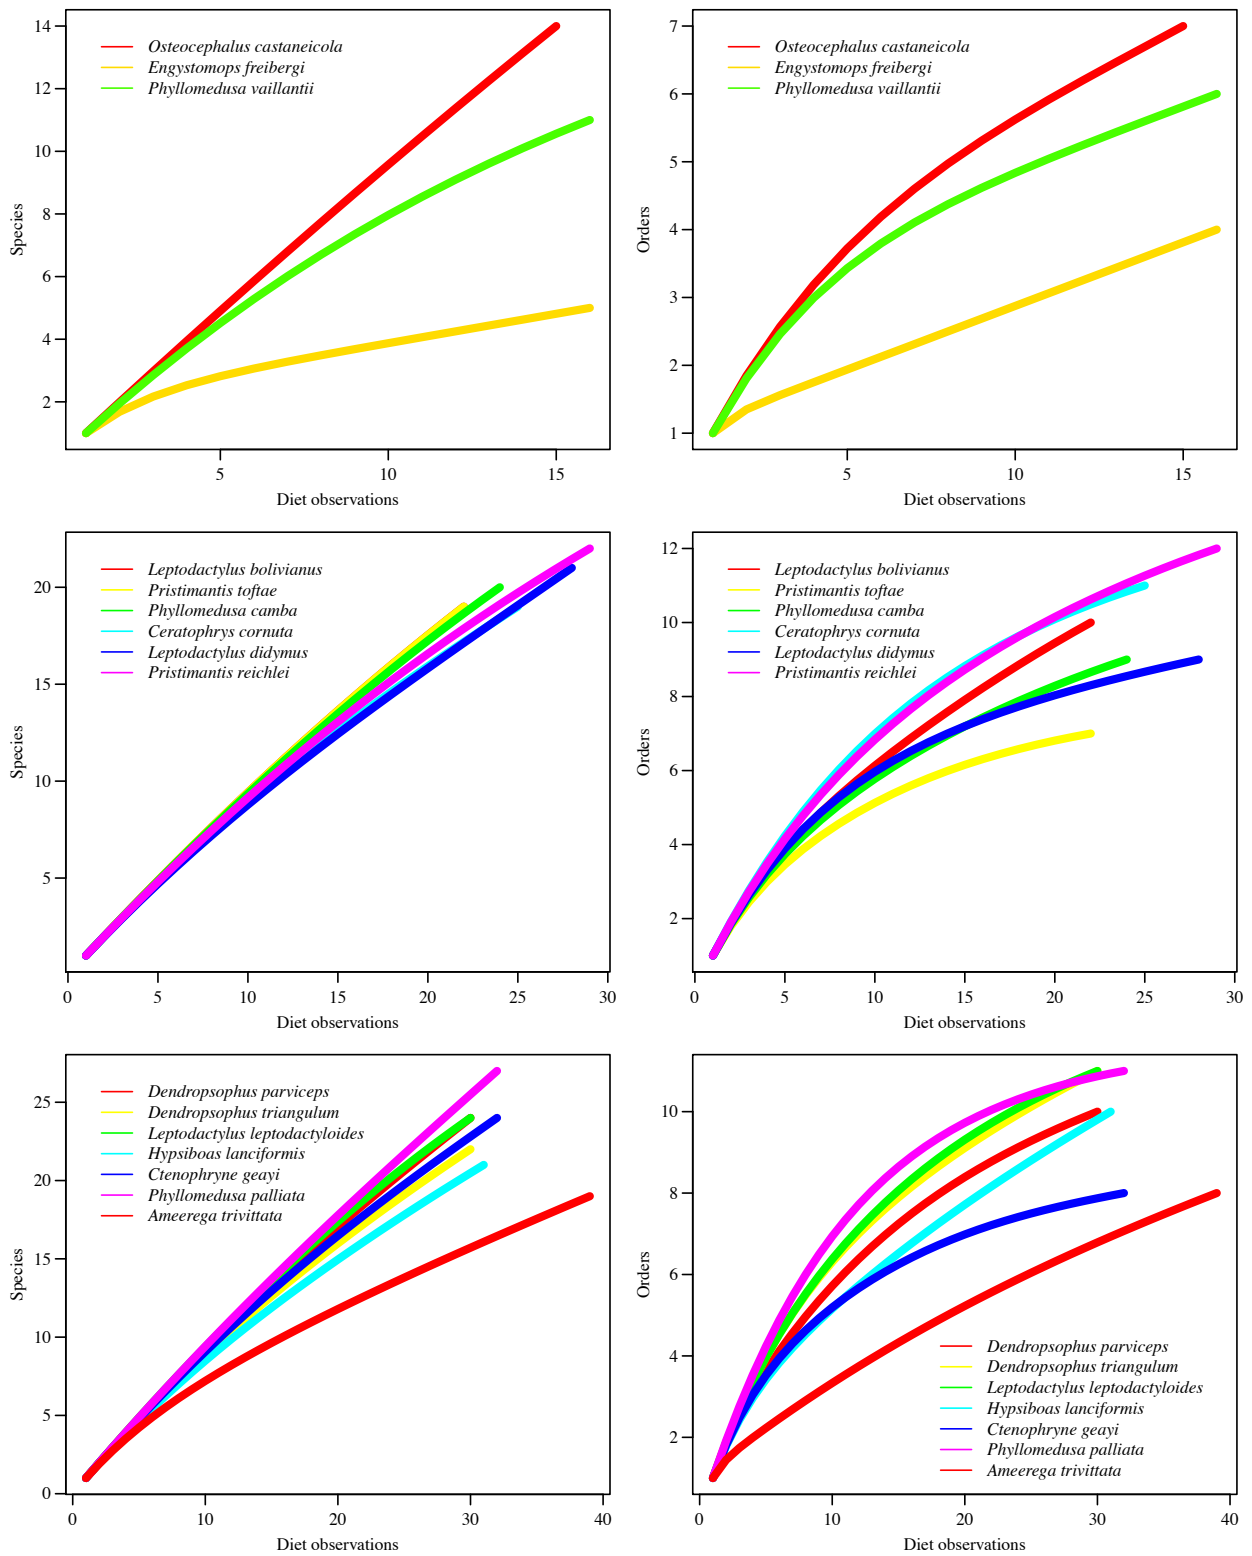 14
12
10
8
6
4
2
Species
Osteocephalus castaneicola
Engystomops freibergi
Phyllomedusa vaillantii
5 10 15
Diet observations
7
6
5
4
3
2
1
Orders
Osteocephalus castaneicola
Engystomops freibergi
Phyllomedusa vaillantii
5 10 15
Diet observations
20
15
10
5
Species
Leptodactylus bolivianus
Pristimantis toftae
Phyllomedusa camba
Ceratophrys cornuta
Leptodactylus didymus
Pristimantis reichlei
0 5 10 15 20 25 30
Diet observations
12
10
8
6
4
2
Orders
Leptodactylus bolivianus
Pristimantis toftae
Phyllomedusa camba
Ceratophrys cornuta
Leptodactylus didymus
Pristimantis reichlei
0 5 10 15 20 25 30
Diet observations
25
20
15
10
5
0
Species
Dendropsophus parviceps
Dendropsophus triangulum
Leptodactylus leptodactyloides
Hypsiboas lanciformis
Ctenophryne geayi
Phyllomedusa palliata
Ameerega trivittata
0 10 20 30 40
Diet observations
10
8
6
4
2
Orders
Dendropsophus parviceps
Dendropsophus triangulum
Leptodactylus leptodactyloides
Hypsiboas lanciformis
Ctenophryne geayi
Phyllomedusa palliata
Ameerega trivittata
0 10 20 30 40
Diet observations